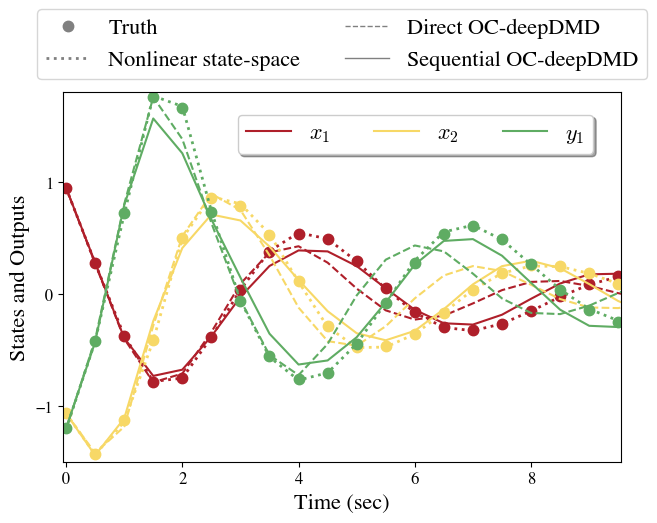 Truth
Direct OC-deepDMD
Nonlinear state-space
Sequential OC-deepDMD
x₁
x₂
y₁
States and Outputs
1
0
−1
0
2
4
6
8
Time (sec)